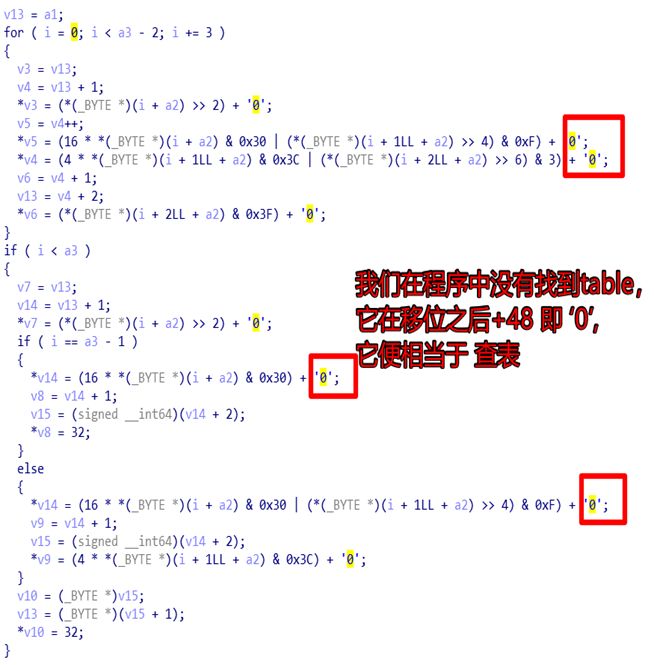 v13 = a1;
for ( i = 0; i < a3 - 2; i += 3 )
{
v3 = v13;
v4 = v13 + 1;
*v3 = (*(_BYTE *)(i + a2) >> 2) + '0';
v5 = v4++;
*v5 = (16 * *(_BYTE *)(i + a2) & 0x30 | (*(_BYTE *)(i + 1LL + a2) >> 4) & 0xF) + '0';
*v4 = (4 * *(_BYTE *)(i + 1LL + a2) & 0x3C | (*(_BYTE *)(i + 2LL + a2) >> 6) & 3) + '0';
v6 = v4 + 1;
v13 = v4 + 2;
*v6 = (*(_BYTE *)(i + 2LL + a2) & 0x3F) + '0';
}
if ( i < a3 )
{
v7 = v13;
v14 = v13 + 1;
*v7 = (*(_BYTE *)(i + a2) >> 2) + '0';
if ( i == a3 - 1 )
{
*v14 = (16 * *(_BYTE *)(i + a2) & 0x30) + '0';
v8 = v14 + 1;
v15 = (signed __int64)(v14 + 2);
*v8 = 32;
}
else
{
*v14 = (16 * *(_BYTE *)(i + a2) & 0x30 | (*(_BYTE *)(i + 1LL + a2) >> 4) & 0xF) + '0';
v9 = v14 + 1;
v15 = (signed __int64)(v14 + 2);
*v9 = (4 * *(_BYTE *)(i + 1LL + a2) & 0x3C) + '0';
}
v10 = (_BYTE *)v15;
v13 = (_BYTE *)(v15 + 1);
*v10 = 32;
}
我们在程序中没有找到table，
它在移位之后+48 即 ‘0’,
它便相当于 查表